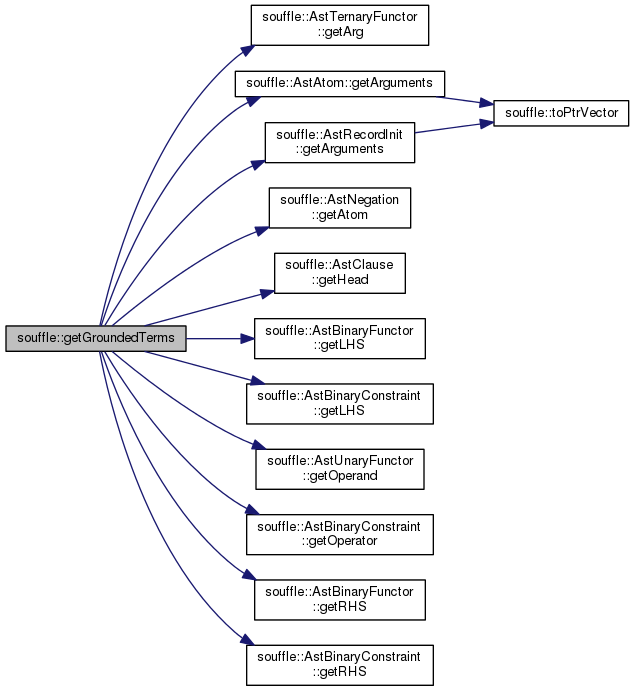 souffle::AstTernaryFunctor
::getArg
souffle::AstAtom::getArguments
souffle::toPtrVector
souffle::AstRecordInit
::getArguments
souffle::AstNegation
::getAtom
souffle::AstClause
::getHead
souffle::getGroundedTerms
souffle::AstBinaryFunctor
::getLHS
souffle::AstBinaryConstraint
::getLHS
souffle::AstUnaryFunctor
::getOperand
souffle::AstBinaryConstraint
::getOperator
souffle::AstBinaryFunctor
::getRHS
souffle::AstBinaryConstraint
::getRHS